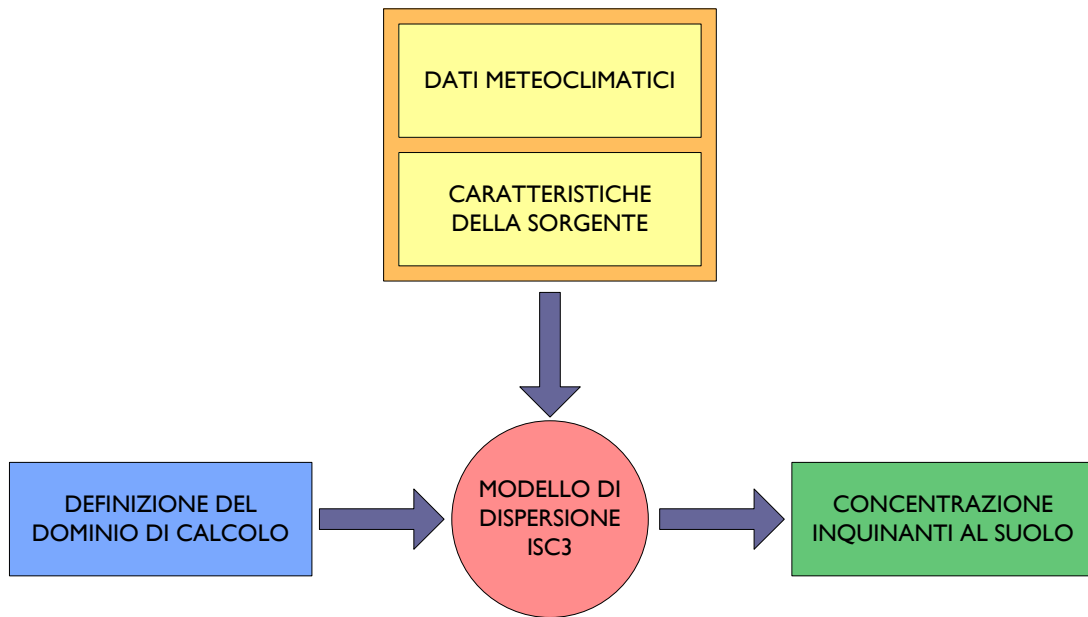 DATI METEOCLIMATICI
CARATTERISTICHE
DELLA SORGENTE
DEFINIZIONE DEL
DOMINIO DI CALCOLO
MODELLO DI
DISPERSIONE
ISC3
CONCENTRAZIONE
INQUINANTI AL SUOLO